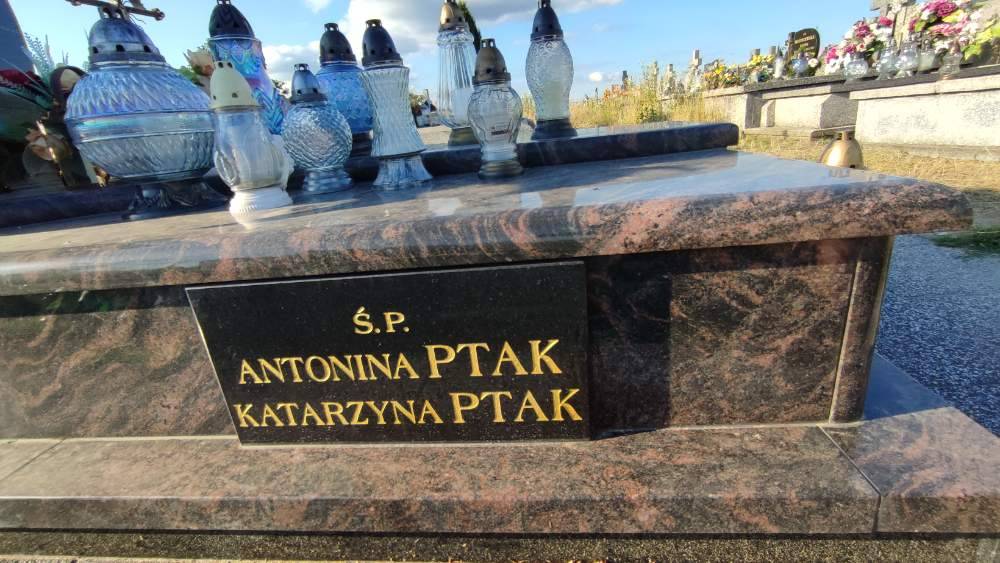 Ś.P.
ANTONINA PTAK
KATARZYNA PTAK